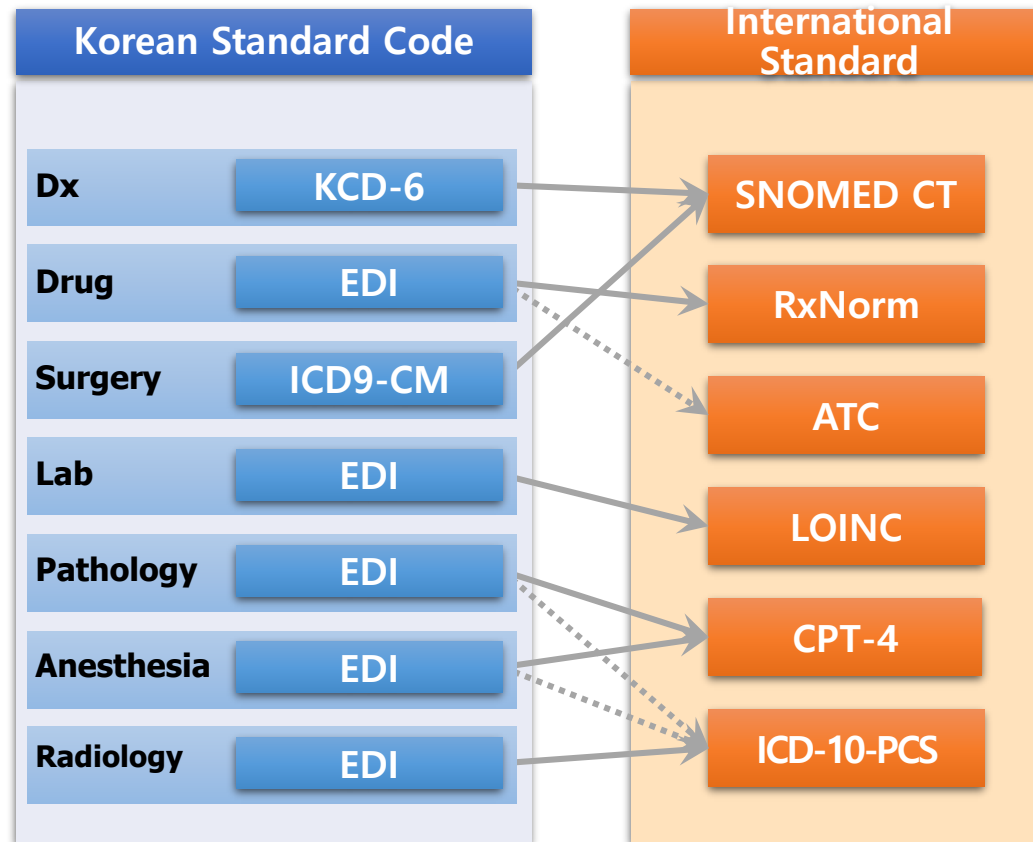 Korean Standard Code
International
Standard
Dx
KCD-6
SNOMED CT
Drug
EDI
RxNorm
Surgery
ICD9-CM
ATC
Lab
EDI
LOINC
Pathology
EDI
CPT-4
Anesthesia
EDI
Radiology
EDI
ICD-10-PCS